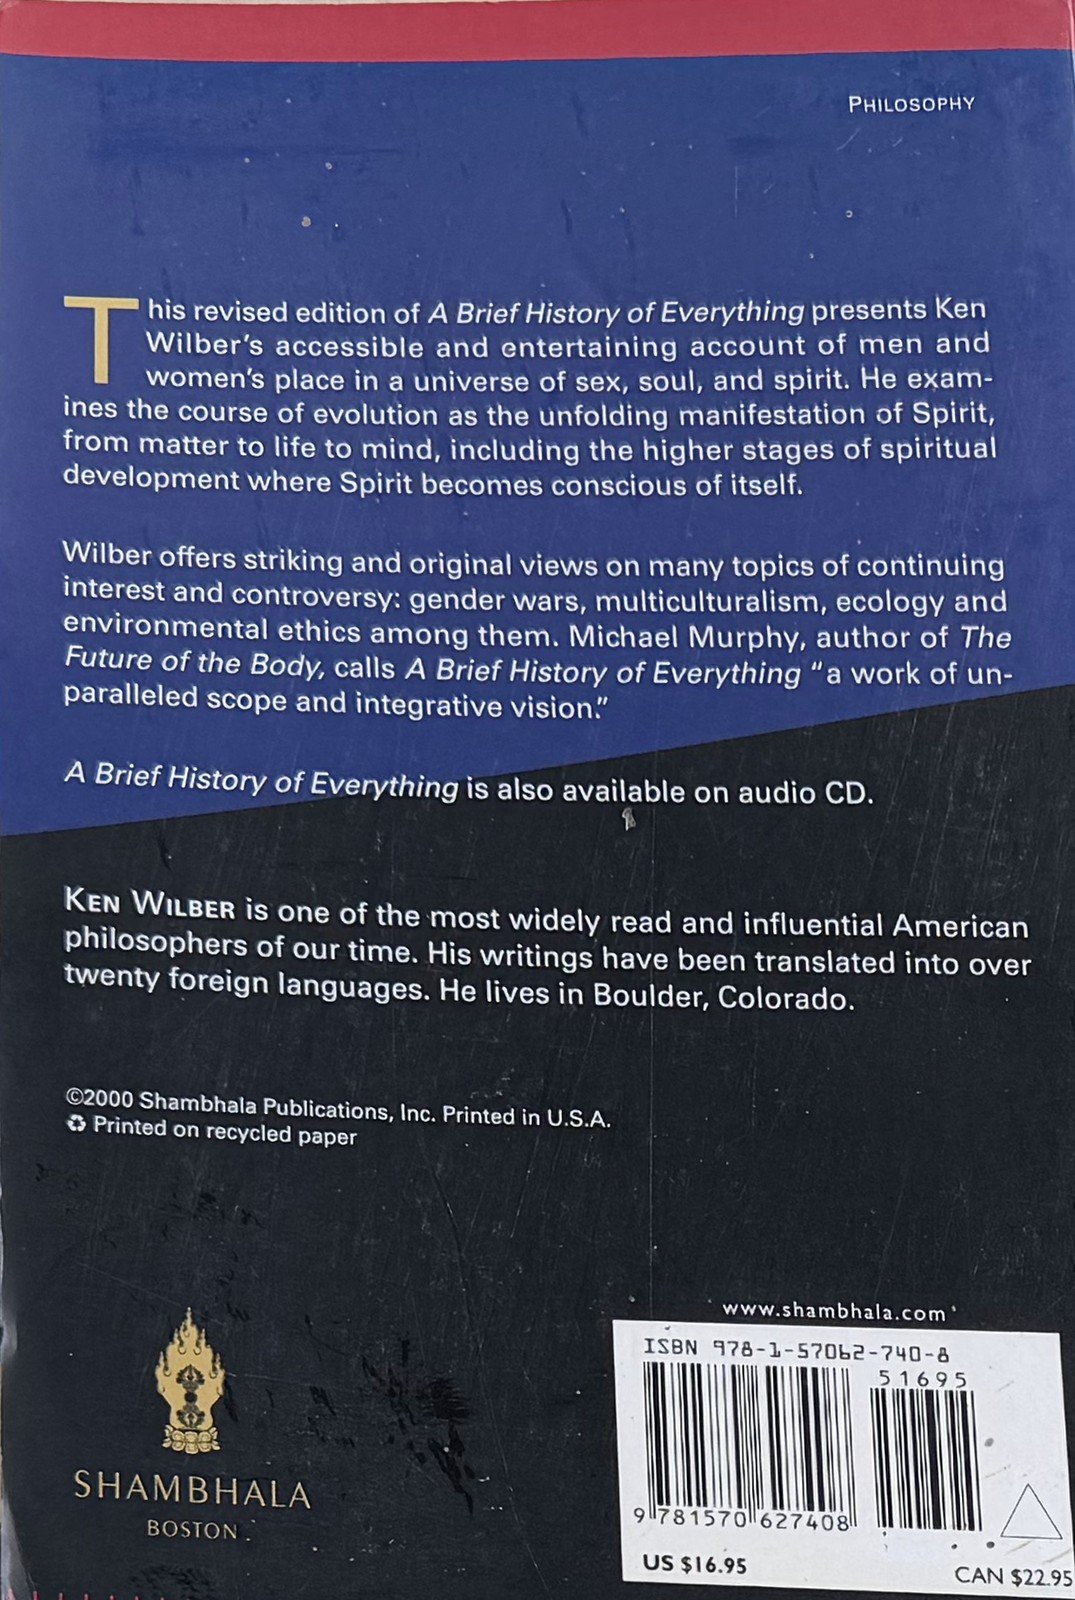 PHILOSOPHY
This revised edition of A Brief History of Everything presents Ken
Wilber's accessible and entertaining account of men and
women's place in a universe of sex, soul, and spirit. He exam-
ines the course of evolution as the unfolding manifestation of Spirit,
from matter to life to mind, including the higher stages of spiritual
development where Spirit becomes conscious of itself.
Wilber offers striking and original views on many topics of continuing
interest and controversy: gender wars, multiculturalism, ecology and
environmental ethics among them. Michael Murphy, author of The
Future of the Body, calls A Brief History of Everything "a work of un-
paralleled scope and integrative vision."
A Brief History of Everything is also available on audio CD.
KEN WILBER is one of the most widely read and influential American
philosophers of our time. His writings have been translated into over
twenty foreign languages. He lives in Boulder, Colorado.
©2000 Shambhala Publications, Inc. Printed in U.S.A.
♻ Printed on recycled paper
SHAMBHALA
BOSTON
www.shambhala.com
ISBN 978-1-57062-740-8
51695
9 781570 627408
US $16.95
CAN $22.95